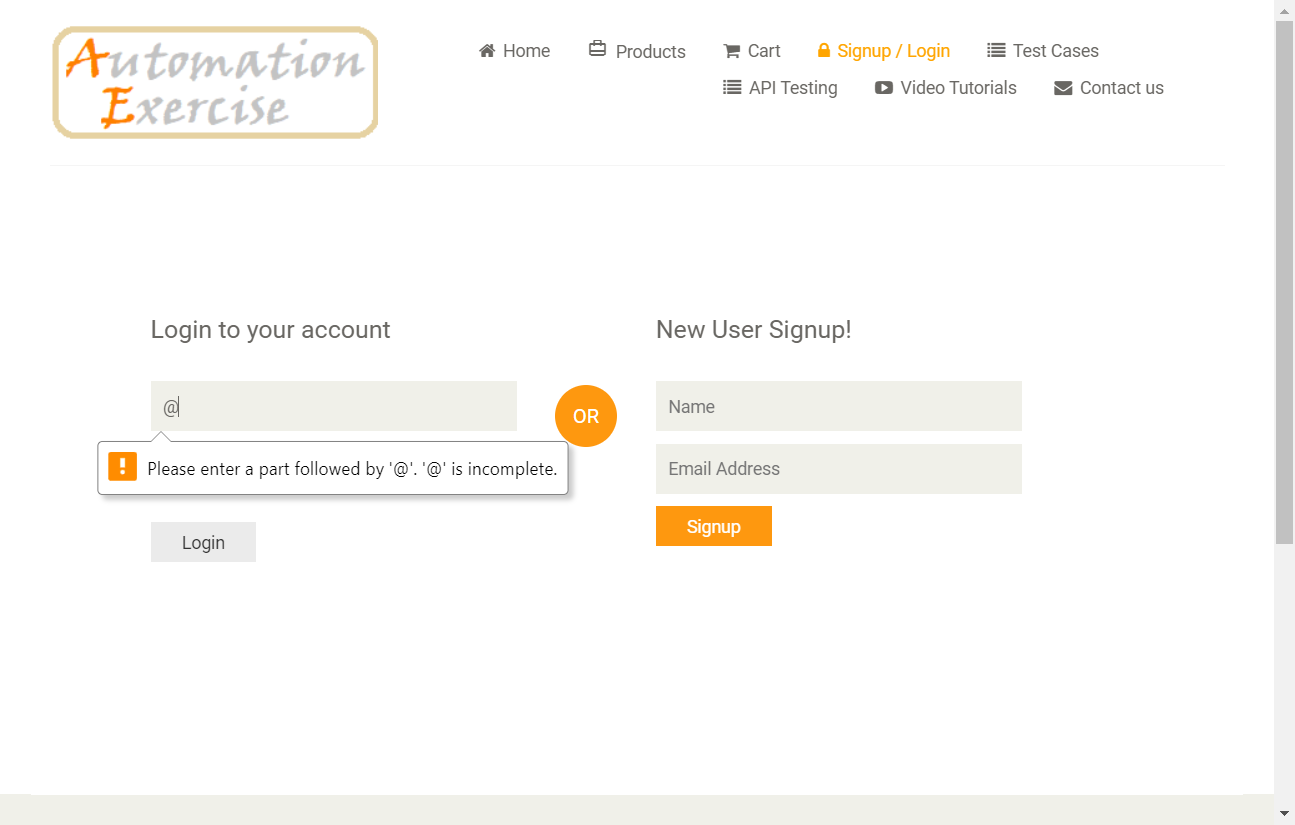 Automation
Exercise
Home
Products
Cart
Signup / Login
Test Cases
API Testing
Video Tutorials
Contact us
Login to your account
@
Please enter a part followed by '@'. '@' is incomplete.
Login
OR
New User Signup!
Name
Email Address
Signup